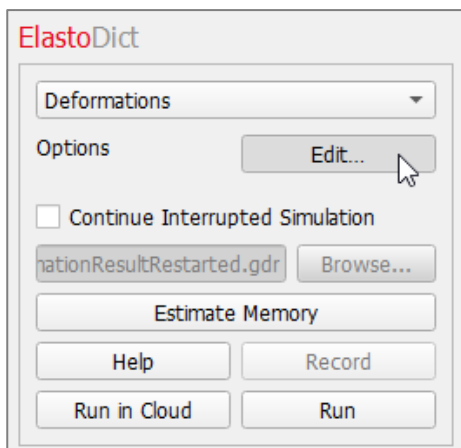 ElastoDict
Deformations
Options Edit...
Continue Interrupted Simulation
nationResultRestarted.gdr Browse...
Estimate Memory
Help Record
Run in Cloud Run